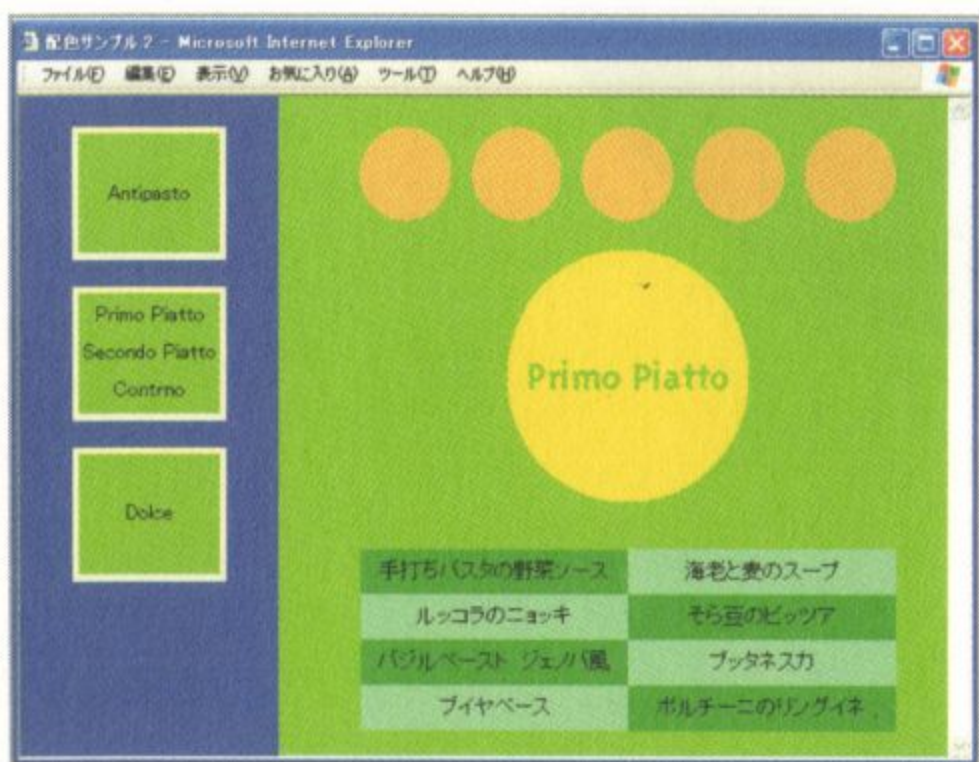 配色サンプル2 - Microsoft Internet Explorer
ファイル(F) 編集(E) 表示(V) お気に入り(A) ツール(T) ヘルプ(H)
Antipasto
Primo Piatto
Secondo Piatto
Contrno
Dolce
Primo Piatto
手打ちパスタの野菜ソース 海老と麦のスープ
ルッコラのニョッキ そら豆のピッツア
バジルペースト ジェノバ風 プッタネスカ
ブイヤベース ポルチーニのリングイネ